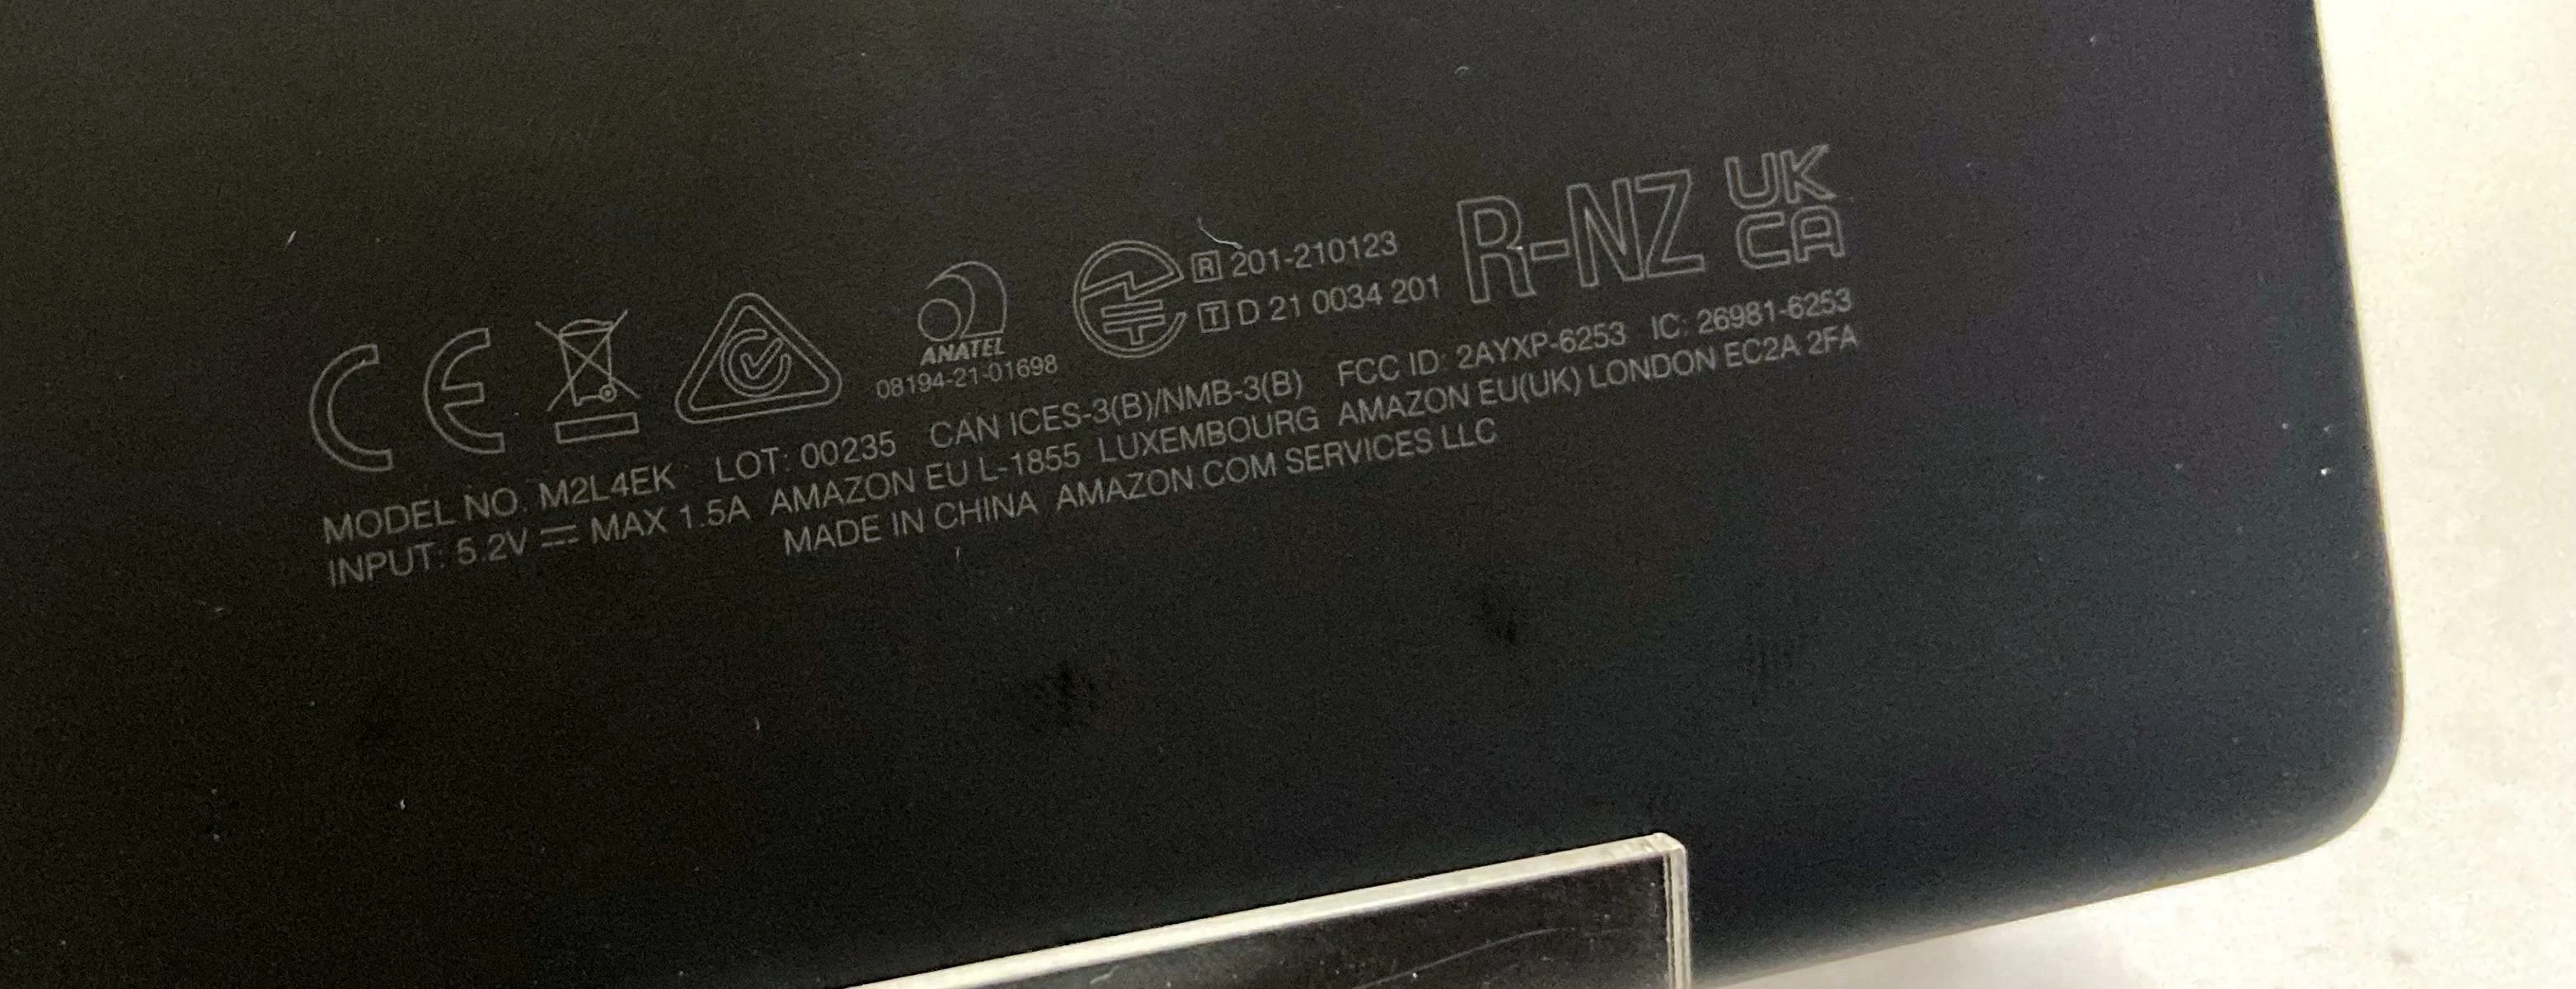 CE
ANATEL
08194-21-01698
R 201-210123
T D 21 0034 201
R-NZ
UK
CA
MODEL NO. M2L4EK LOT: 00235 CAN ICES-3(B)/NMB-3(B) FCC ID: 2AYXP-6253 IC: 26981-6253
INPUT: 5.2V ⎓ MAX 1.5A AMAZON EU L-1855 LUXEMBOURG AMAZON EU(UK) LONDON EC2A 2FA
MADE IN CHINA AMAZON COM SERVICES LLC